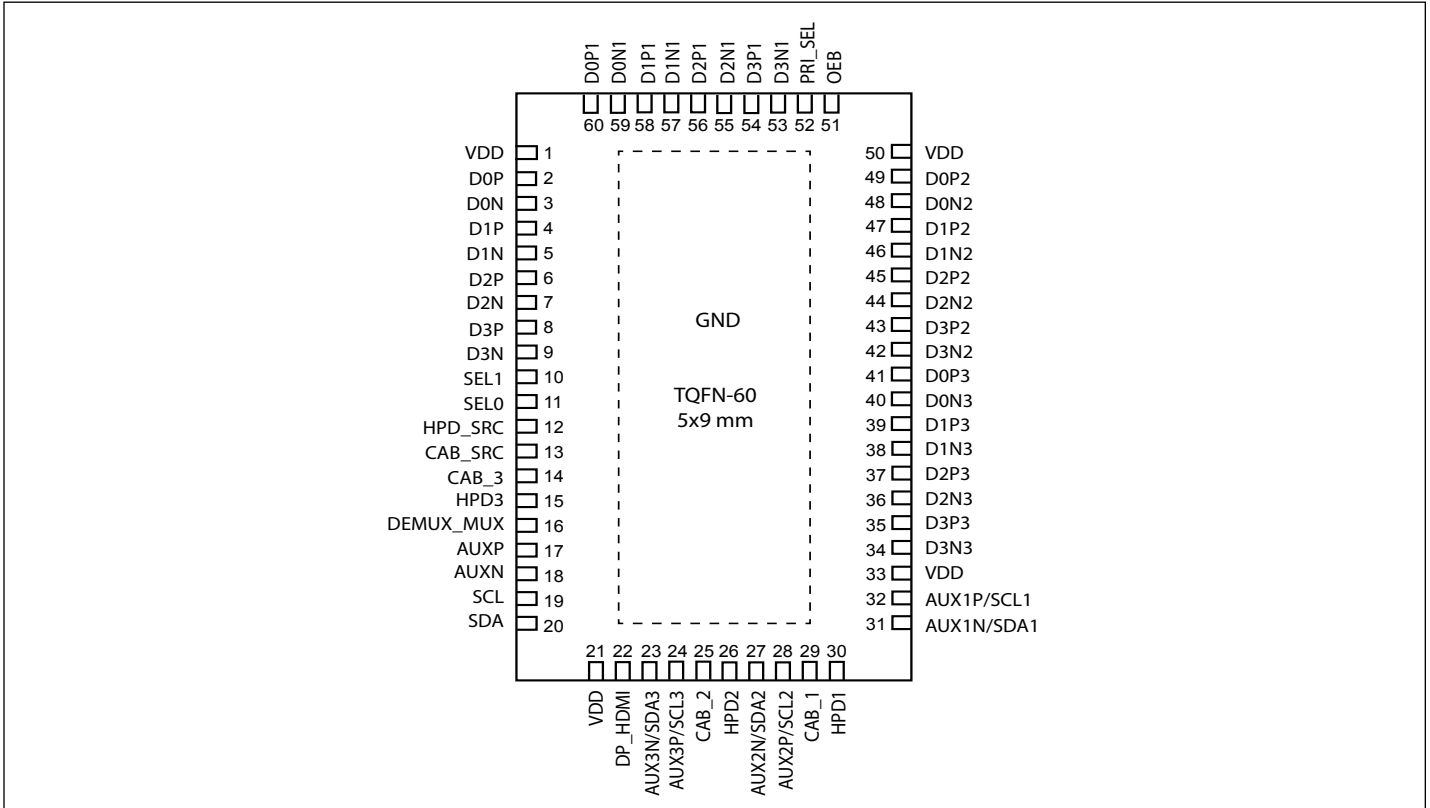 D0P1
D0N1
D1P1
D1N1
D2P1
D2N1
D3P1
D3N1
PRI_SEL
OEB
60 59 58 57 56 55 54 53 52 51
VDD 1
D0P 2
D0N 3
D1P 4
D1N 5
D2P 6
D2N 7
D3P 8
D3N 9
SEL1 10
SEL0 11
HPD_SRC 12
CAB_SRC 13
CAB_3 14
HPD3 15
DEMUX_MUX 16
AUXP 17
AUXN 18
SCL 19
SDA 20
GND
TQFN-60
5x9 mm
50 VDD
49 D0P2
48 D0N2
47 D1P2
46 D1N2
45 D2P2
44 D2N2
43 D3P2
42 D3N2
41 D0P3
40 D0N3
39 D1P3
38 D1N3
37 D2P3
36 D2N3
35 D3P3
34 D3N3
33 VDD
32 AUX1P/SCL1
31 AUX1N/SDA1
21 22 23 24 25 26 27 28 29 30
VDD
DP_HDMI
AUX3N/SDA3
AUX3P/SCL3
CAB_2
HPD2
AUX2N/SDA2
AUX2P/SCL2
CAB_1
HPD1